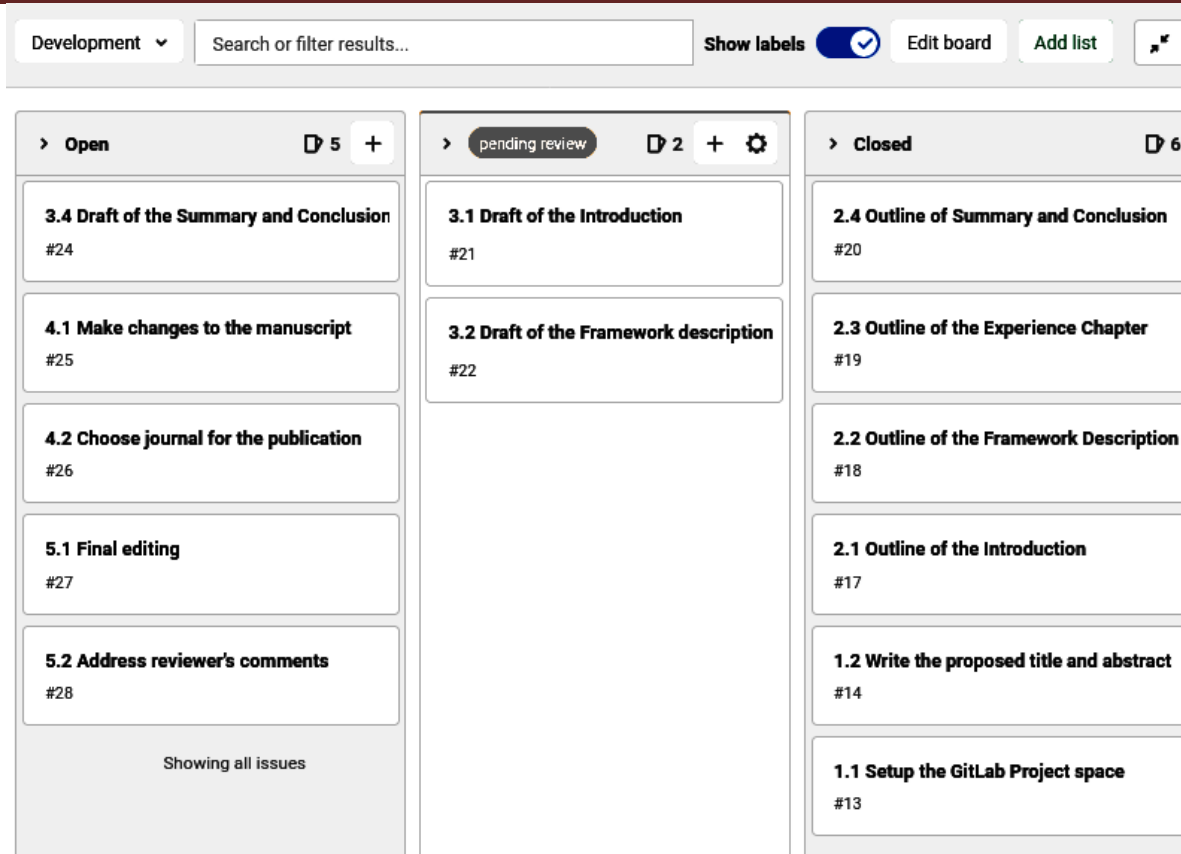 Development
Search or filter results...
Show labels
Edit board
Add list
Open
5
3.4 Draft of the Summary and Conclusion
#24
4.1 Make changes to the manuscript
#25
4.2 Choose journal for the publication
#26
5.1 Final editing
#27
5.2 Address reviewer's comments
#28
Showing all issues
pending review
2
3.1 Draft of the Introduction
#21
3.2 Draft of the Framework description
#22
Closed
6
2.4 Outline of Summary and Conclusion
#20
2.3 Outline of the Experience Chapter
#19
2.2 Outline of the Framework Description
#18
2.1 Outline of the Introduction
#17
1.2 Write the proposed title and abstract
#14
1.1 Setup the GitLab Project space
#13